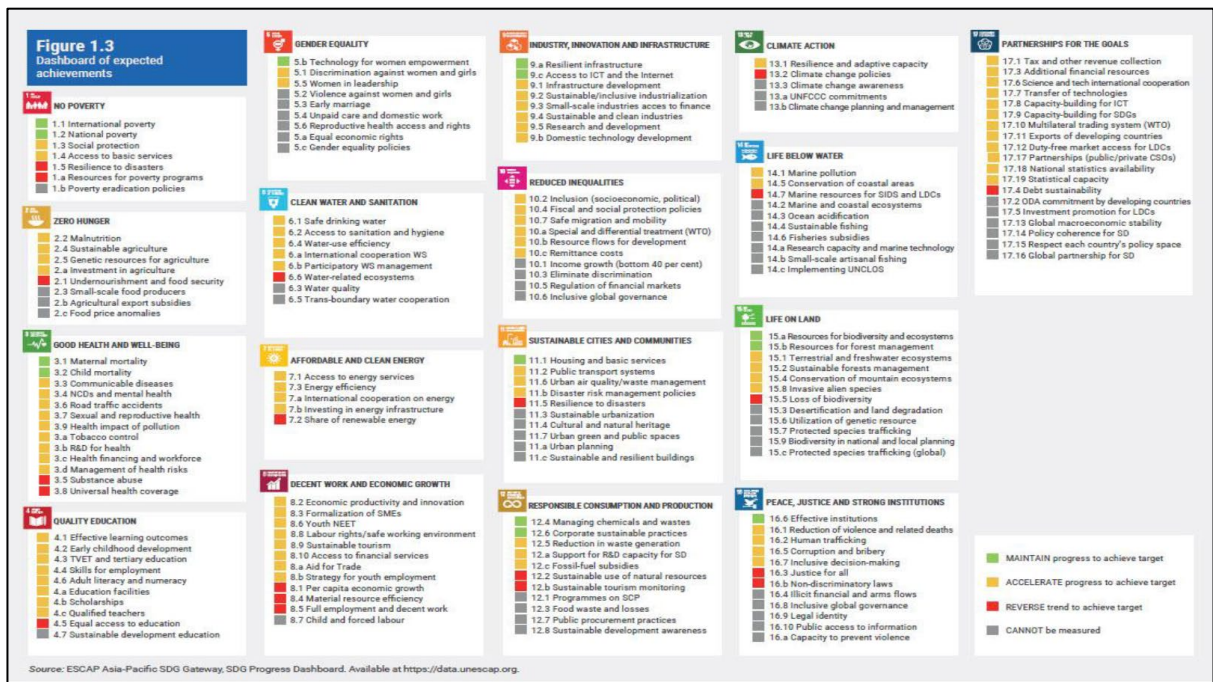 Figure 1.3
Dashboard of expected
achievements
NO POVERTY
1.1 International poverty
1.2 National poverty
1.3 Social protection
1.4 Access to basic services
1.5 Resilience to disasters
1.a Resources for poverty programs
1.b Poverty eradication policies
ZERO HUNGER
2.2 Malnutrition
2.4 Sustainable agriculture
2.5 Genetic resources for agriculture
2.a Investment in agriculture
2.1 Undernourishment and food security
2.3 Small-scale food producers
2.b Agricultural export subsidies
2.c Food price anomalies
GOOD HEALTH AND WELL-BEING
3.1 Maternal mortality
3.2 Child mortality
3.3 Communicable diseases
3.4 NCDs and mental health
3.6 Road traffic accidents
3.7 Sexual and reproductive health
3.9 Health impact of pollution
3.a Tobacco control
3.b R&D for health
3.c Health financing and workforce
3.d Management of health risks
3.5 Substance abuse
3.8 Universal health coverage
QUALITY EDUCATION
4.1 Effective learning outcomes
4.2 Early childhood development
4.3 TVET and tertiary education
4.4 Skills for employment
4.6 Adult literacy and numeracy
4.a Education facilities
4.b Scholarships
4.c Qualified teachers
4.5 Equal access to education
4.7 Sustainable development education
GENDER EQUALITY
5.b Technology for women empowerment
5.1 Discrimination against women and girls
5.5 Women in leadership
5.2 Violence against women and girls
5.3 Early marriage
5.4 Unpaid care and domestic work
5.6 Reproductive health access and rights
5.a Equal economic rights
5.c Gender equality policies
CLEAN WATER AND SANITATION
6.1 Safe drinking water
6.2 Access to sanitation and hygiene
6.4 Water-use efficiency
6.a International cooperation WS
6.b Participatory WS management
6.6 Water-related ecosystems
6.3 Water quality
6.5 Trans-boundary water cooperation
AFFORDABLE AND CLEAN ENERGY
7.1 Access to energy services
7.3 Energy efficiency
7.a International cooperation on energy
7.b Investing in energy infrastructure
7.2 Share of renewable energy
DECENT WORK AND ECONOMIC GROWTH
8.2 Economic productivity and innovation
8.3 Formalization of SMEs
8.6 Youth NEET
8.8 Labour rights/safe working environment
8.9 Sustainable tourism
8.10 Access to financial services
8.a Aid for Trade
8.b Strategy for youth employment
8.1 Per capita economic growth
8.4 Material resource efficiency
8.5 Full employment and decent work
8.7 Child and forced labour
INDUSTRY, INNOVATION AND INFRASTRUCTURE
9.a Resilient infrastructure
9.c Access to ICT and the Internet
9.1 Infrastructure development
9.2 Sustainable/inclusive industrialization
9.3 Small-scale industries acces to finance
9.4 Sustainable and clean industries
9.5 Research and development
9.b Domestic technology development
REDUCED INEQUALITIES
10.2 Inclusion (socioeconomic, political)
10.4 Fiscal and social protection policies
10.7 Safe migration and mobility
10.a Special and differential treatment (WTO)
10.b Resource flows for development
10.c Remittance costs
10.1 Income growth (bottom 40 per cent)
10.3 Eliminate discrimination
10.5 Regulation of financial markets
10.6 Inclusive global governance
SUSTAINABLE CITIES AND COMMUNITIES
11.1 Housing and basic services
11.2 Public transport systems
11.6 Urban air quality/waste management
11.b Disaster risk management policies
11.5 Resilience to disasters
11.3 Sustainable urbanization
11.4 Cultural and natural heritage
11.7 Urban green and public spaces
11.a Urban planning
11.c Sustainable and resilient buildings
RESPONSIBLE CONSUMPTION AND PRODUCTION
12.4 Managing chemicals and wastes
12.6 Corporate sustainable practices
12.5 Reduction in waste generation
12.a Support for R&D capacity for SD
12.c Fossil-fuel subsidies
12.2 Sustainable use of natural resources
12.b Sustainable tourism monitoring
12.1 Programmes on SCP
12.3 Food waste and losses
12.7 Public procurement practices
12.8 Sustainable development awareness
CLIMATE ACTION
13.1 Resilience and adaptive capacity
13.2 Climate change policies
13.3 Climate change awareness
13.a UNFCCC commitments
13.b Climate change planning and management
LIFE BELOW WATER
14.1 Marine pollution
14.5 Conservation of coastal areas
14.7 Marine resources for SIDS and LDCs
14.2 Marine and coastal ecosystems
14.3 Ocean acidification
14.4 Sustainable fishing
14.6 Fisheries subsidies
14.a Research capacity and marine technology
14.b Small-scale artisanal fishing
14.c Implementing UNCLOS
LIFE ON LAND
15.a Resources for biodiversity and ecosystems
15.b Resources for forest management
15.1 Terrestrial and freshwater ecosystems
15.2 Sustainable forests management
15.4 Conservation of mountain ecosystems
15.8 Invasive alien species
15.5 Loss of biodiversity
15.3 Desertification and land degradation
15.6 Utilization of genetic resource
15.7 Protected species trafficking
15.9 Biodiversity in national and local planning
15.c Protected species trafficking (global)
PEACE, JUSTICE AND STRONG INSTITUTIONS
16.6 Effective institutions
16.1 Reduction of violence and related deaths
16.2 Human trafficking
16.5 Corruption and bribery
16.7 Inclusive decision-making
16.3 Justice for all
16.b Non-discriminatory laws
16.4 Illicit financial and arms flows
16.8 Inclusive global governance
16.9 Legal identity
16.10 Public access to information
16.a Capacity to prevent violence
PARTNERSHIPS FOR THE GOALS
17.1 Tax and other revenue collection
17.3 Additional financial resources
17.6 Science and tech international cooperation
17.7 Transfer of technologies
17.8 Capacity-building for ICT
17.9 Capacity-building for SDGs
17.10 Multilateral trading system (WTO)
17.11 Exports of developing countries
17.12 Duty-free market access for LDCs
17.17 Partnerships (public/private CSOs)
17.18 National statistics availability
17.19 Statistical capacity
17.4 Debt sustainability
17.2 ODA commitment by developing countries
17.5 Investment promotion for LDCs
17.13 Global macroeconomic stability
17.14 Policy coherence for SD
17.15 Respect each country's policy space
17.16 Global partnership for SD
MAINTAIN progress to achieve target
ACCELERATE progress to achieve target
REVERSE trend to achieve target
CANNOT be measured
Source: ESCAP Asia-Pacific SDG Gateway, SDG Progress Dashboard. Available at https://data.unescap.org.